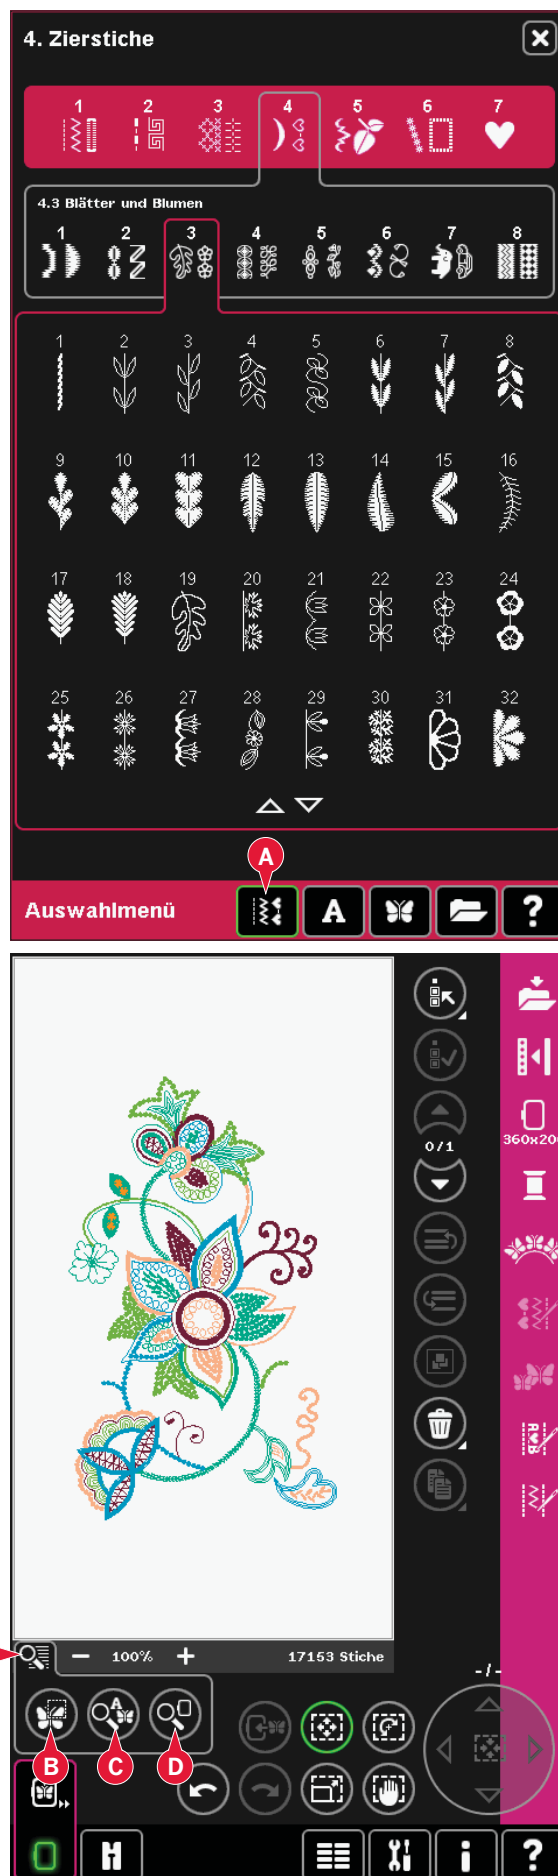 4. Zierstiche
1 2 3 4 5 6 7
4.3 Blätter und Blumen
1 2 3 4 5 6 7 8
1 2 3 4 5 6 7 8
9 10 11 12 13 14 15 16
17 18 19 20 21 22 23 24
25 26 27 28 29 30 31 32
A
Auswahlmenü A ?
0/1
360x200
A B
100% 17153 Stiche
-/-
A
B C D
?